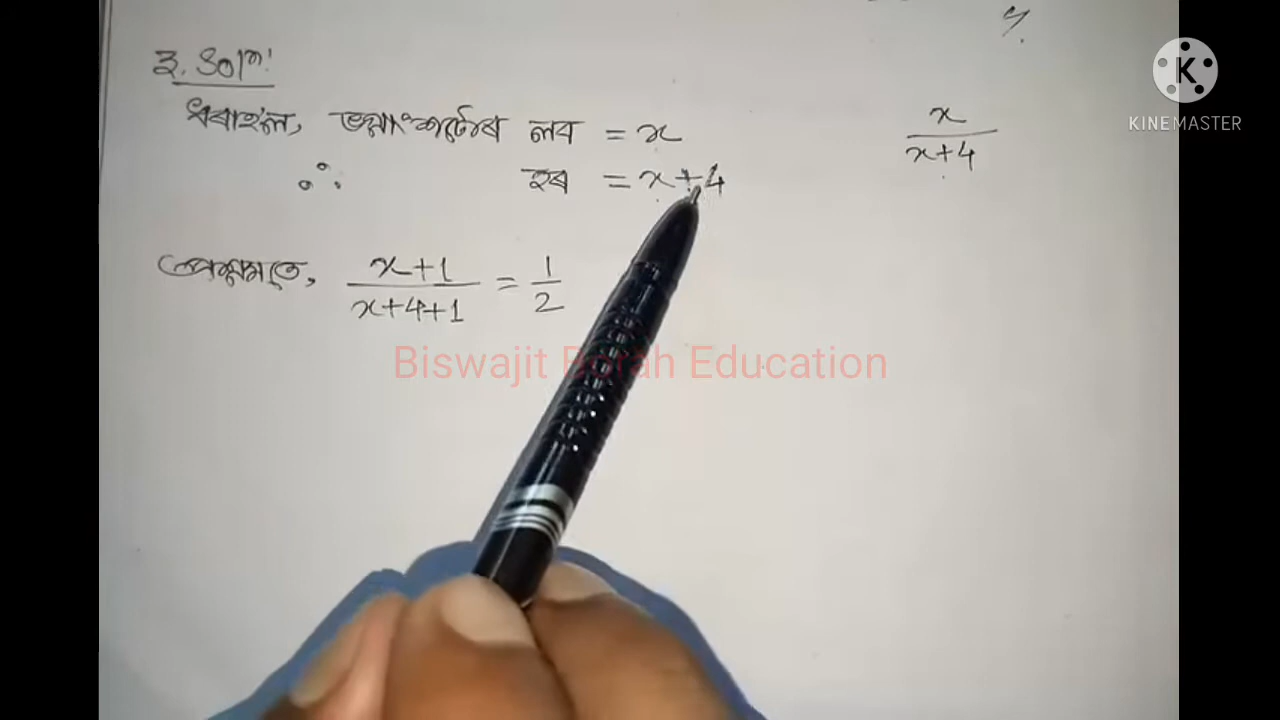 ২. Solⁿ:
ধৰাহ'ল, ভগ্নাংশটোৰ লব = x
∴ হৰ = x+4
x/(x+4)
প্ৰশ্নমতে, (x+1)/(x+4+1) = 1/2
Biswajit Borah Education
KINEMASTER